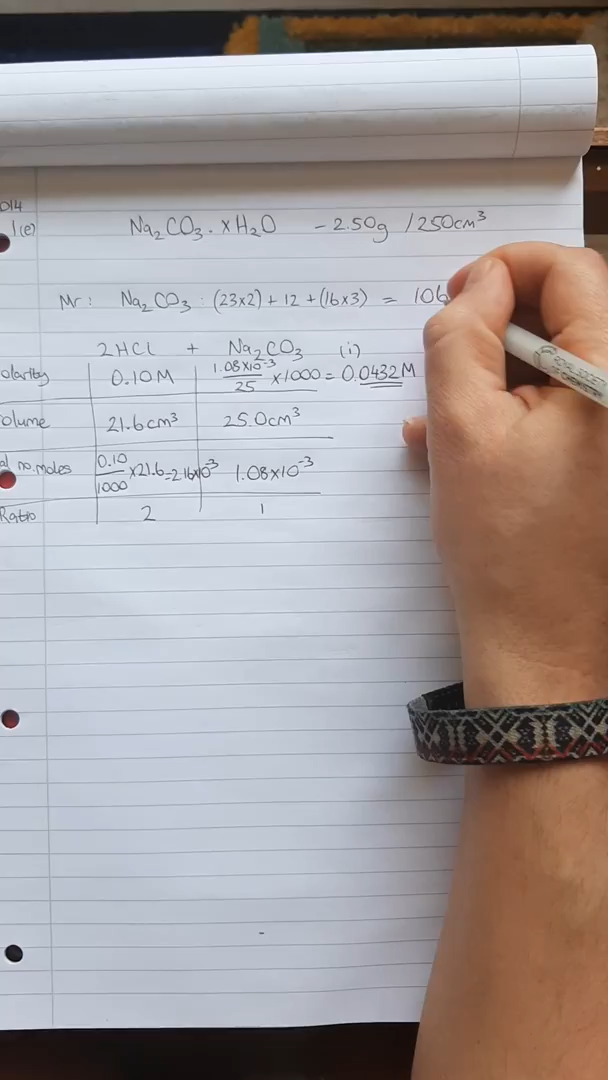 014
1(e) Na₂CO₃ . xH₂O - 2.50g /250cm³
Mr: Na₂CO₃ : (23x2) + 12 + (16x3) = 106
2HCl + Na₂CO₃ (i)
olarity 0.10M 1.08x10⁻³/25 x1000 = 0.0432M
olume 21.6cm³ 25.0cm³
no. moles 0.10/1000 x21.6=2.16x10⁻³ 1.08x10⁻³
Ratio 2 1